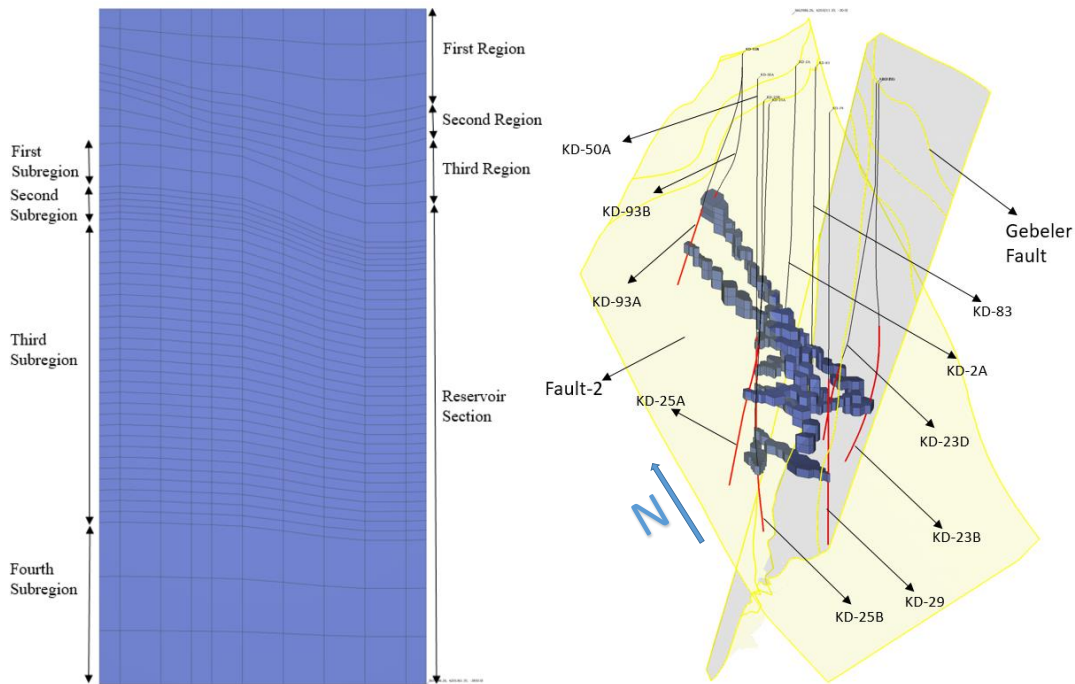 First Region
Second Region
Third Region
Reservoir
Section
First
Subregion
Second
Subregion
Third
Subregion
Fourth
Subregion
KD-50A
KD-93B
KD-93A
Fault-2
KD-25A
N
KD-25B
KD-29
KD-23B
KD-23D
KD-2A
KD-83
Gebeler
Fault